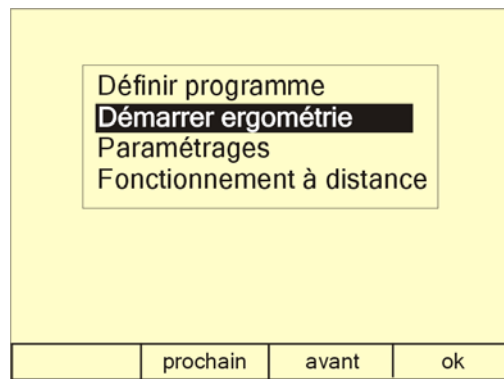 Définir programme
Démarrer ergométrie
Paramétrages
Fonctionnement à distance
prochain avant ok